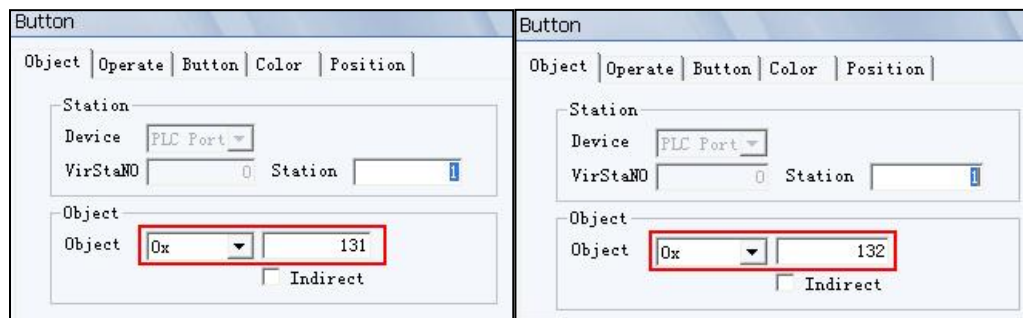 Button
Object Operate Button Color Position
Station
Device PLC Port
VirStaNO 0 Station 1
Object
Object 0x 131
Indirect
Button
Object Operate Button Color Position
Station
Device PLC Port
VirStaNO 0 Station 1
Object
Object 0x 132
Indirect